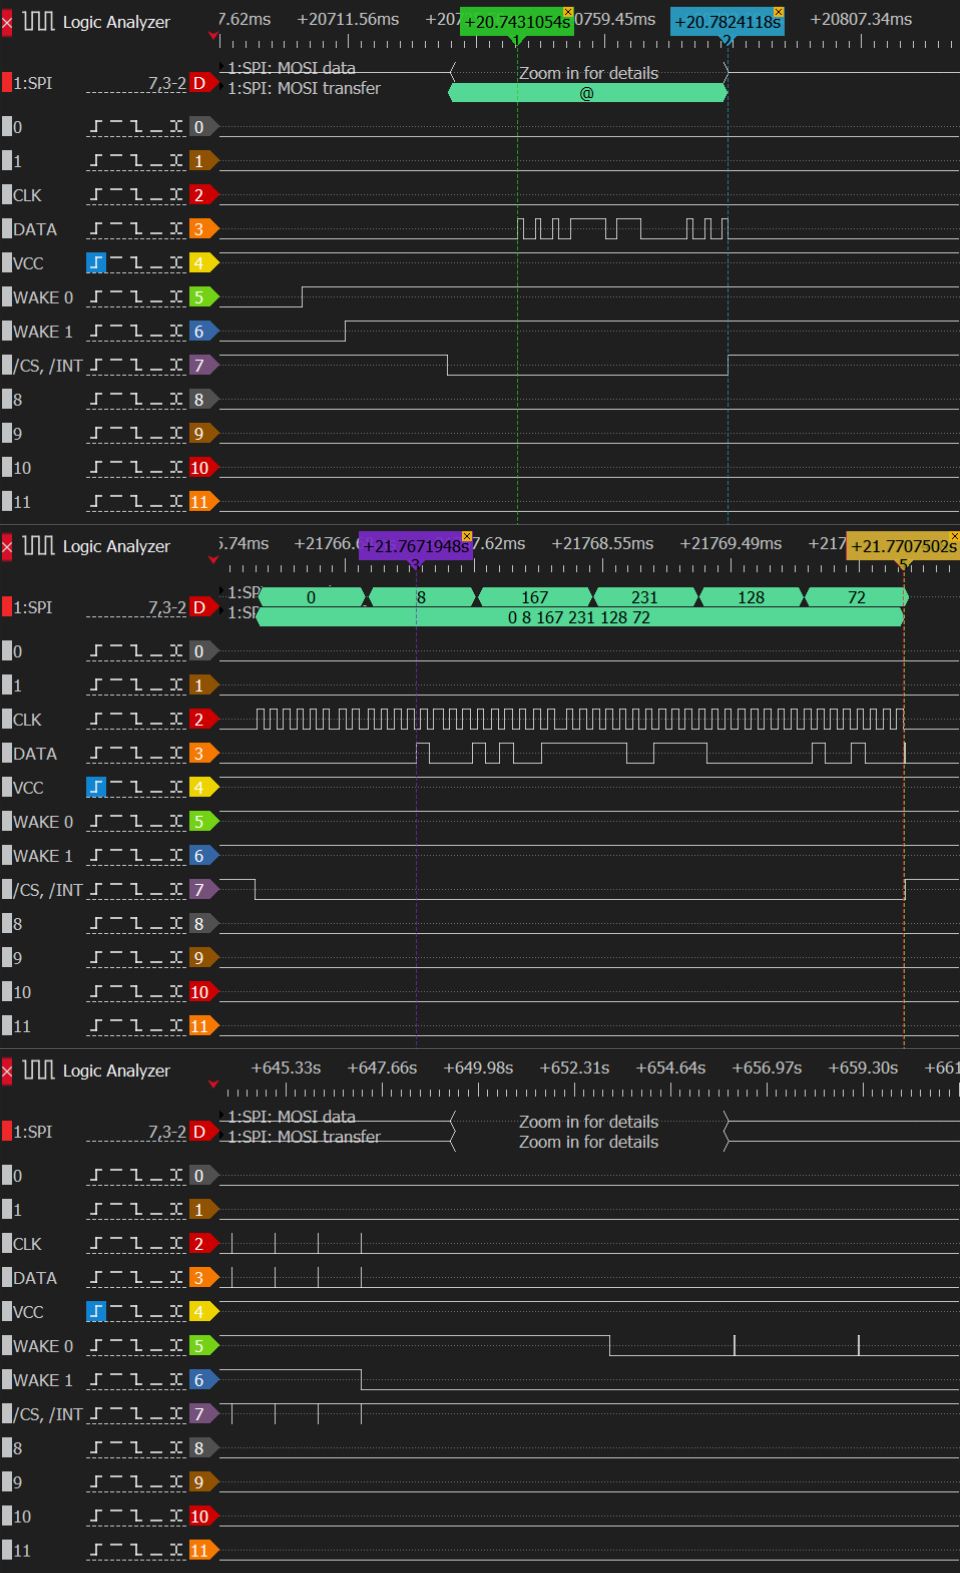 Logic Analyzer 7.62ms +20711.56ms +207 +20.7431054s 0759.45ms +20.7824118s +20807.34ms
1 2
1:SPI 7,3-2 D 1:SPI: MOSI data Zoom in for details
1:SPI: MOSI transfer @
0 0
1 1
CLK 2
DATA 3
VCC 4
WAKE 0 5
WAKE 1 6
/CS, /INT 7
8 8
9 9
10 10
11 11
Logic Analyzer 5.74ms +21766.6 +21.7671948s 7.62ms +21768.55ms +21769.49ms +217 +21.7707502s
3 5
1:SPI 7,3-2 D 1:SP 0 8 167 231 128 72
1:SP 0 8 167 231 128 72
0 0
1 1
CLK 2
DATA 3
VCC 4
WAKE 0 5
WAKE 1 6
/CS, /INT 7
8 8
9 9
10 10
11 11
Logic Analyzer +645.33s +647.66s +649.98s +652.31s +654.64s +656.97s +659.30s +661
1:SPI 7,3-2 D 1:SPI: MOSI data Zoom in for details
1:SPI: MOSI transfer Zoom in for details
0 0
1 1
CLK 2
DATA 3
VCC 4
WAKE 0 5
WAKE 1 6
/CS, /INT 7
8 8
9 9
10 10
11 11